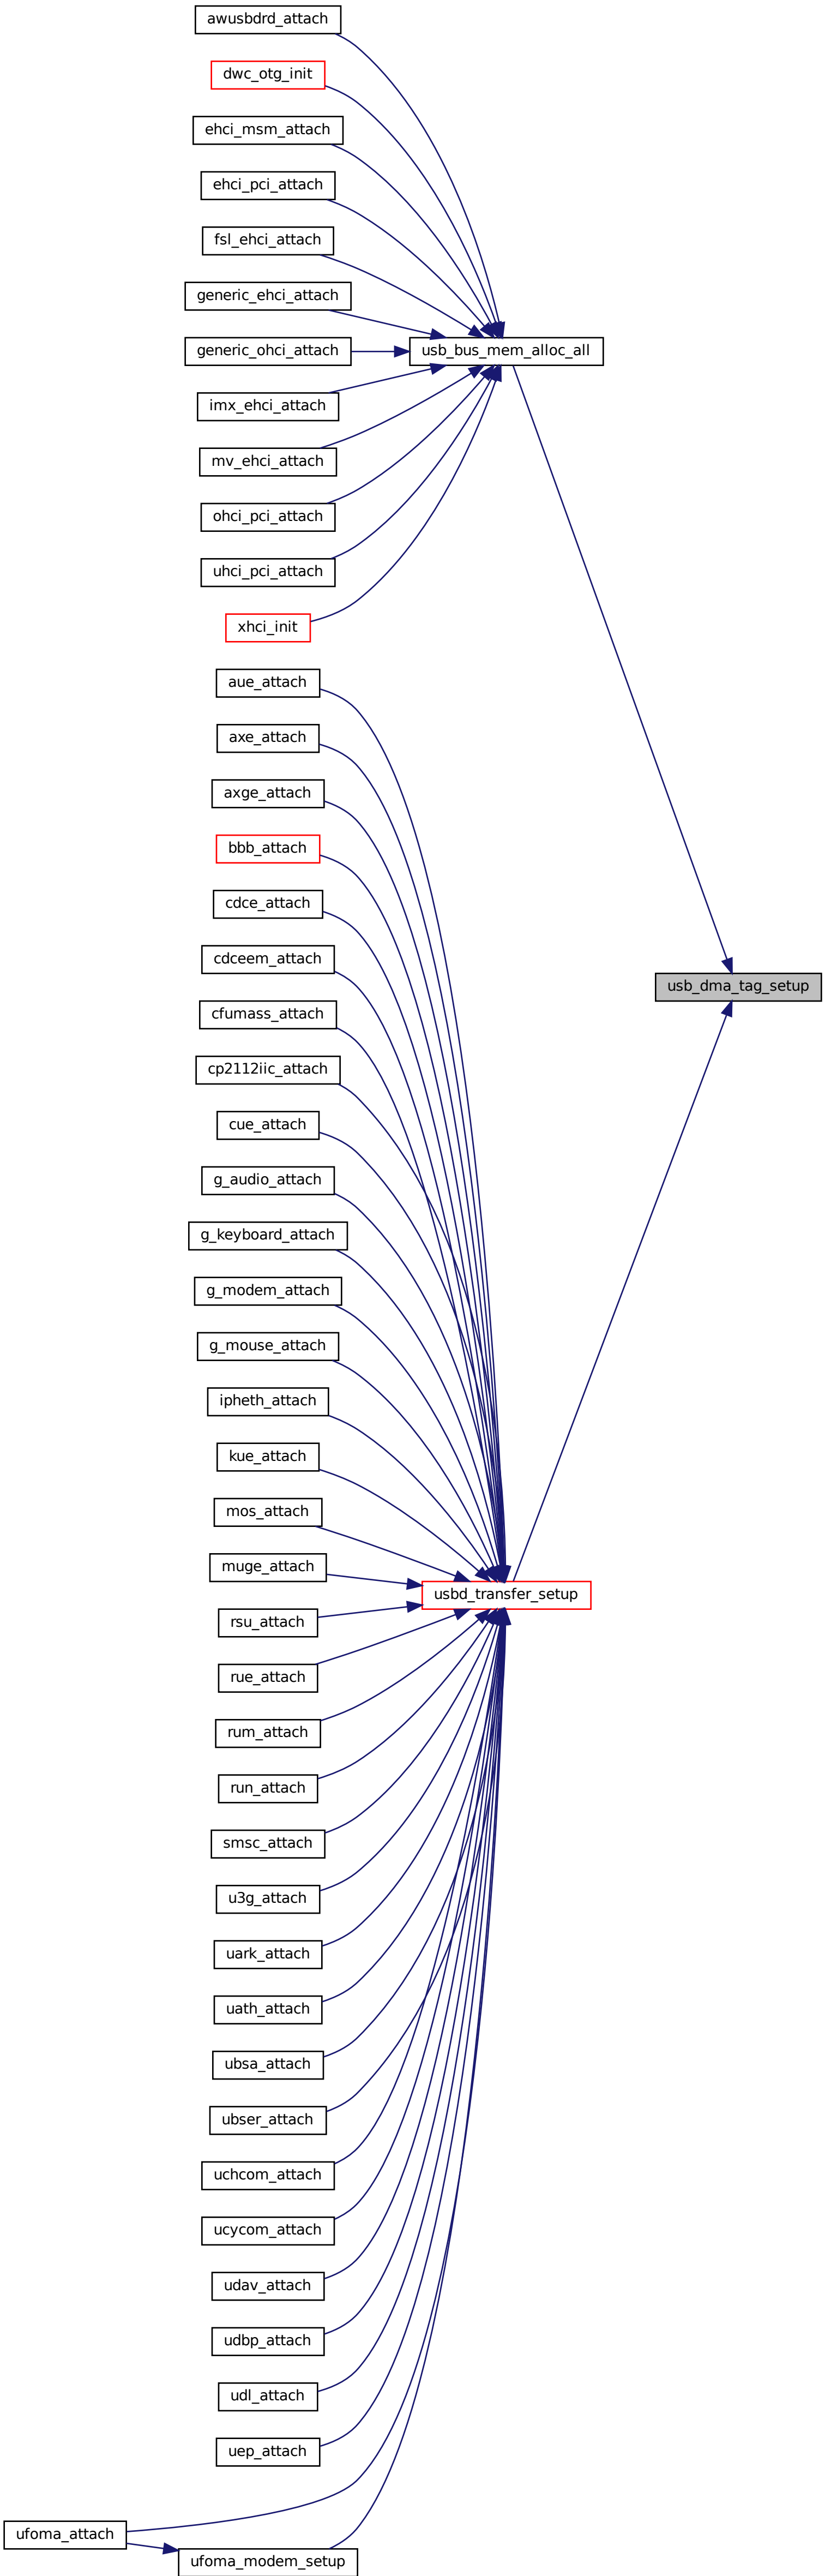 awusbdrd_attach
dwc_otg_init
ehci_msm_attach
ehci_pci_attach
fsl_ehci_attach
generic_ehci_attach
generic_ohci_attach
usb_bus_mem_alloc_all
imx_ehci_attach
mv_ehci_attach
ohci_pci_attach
uhci_pci_attach
xhci_init
aue_attach
axe_attach
axge_attach
bbb_attach
cdce_attach
cdceem_attach
usb_dma_tag_setup
cfumass_attach
cp2112iic_attach
cue_attach
g_audio_attach
g_keyboard_attach
g_modem_attach
g_mouse_attach
ipheth_attach
kue_attach
mos_attach
muge_attach
usbd_transfer_setup
rsu_attach
rue_attach
rum_attach
run_attach
smsc_attach
u3g_attach
uark_attach
uath_attach
ubsa_attach
ubser_attach
uchcom_attach
ucycom_attach
udav_attach
udbp_attach
udl_attach
uep_attach
ufoma_attach
ufoma_modem_setup